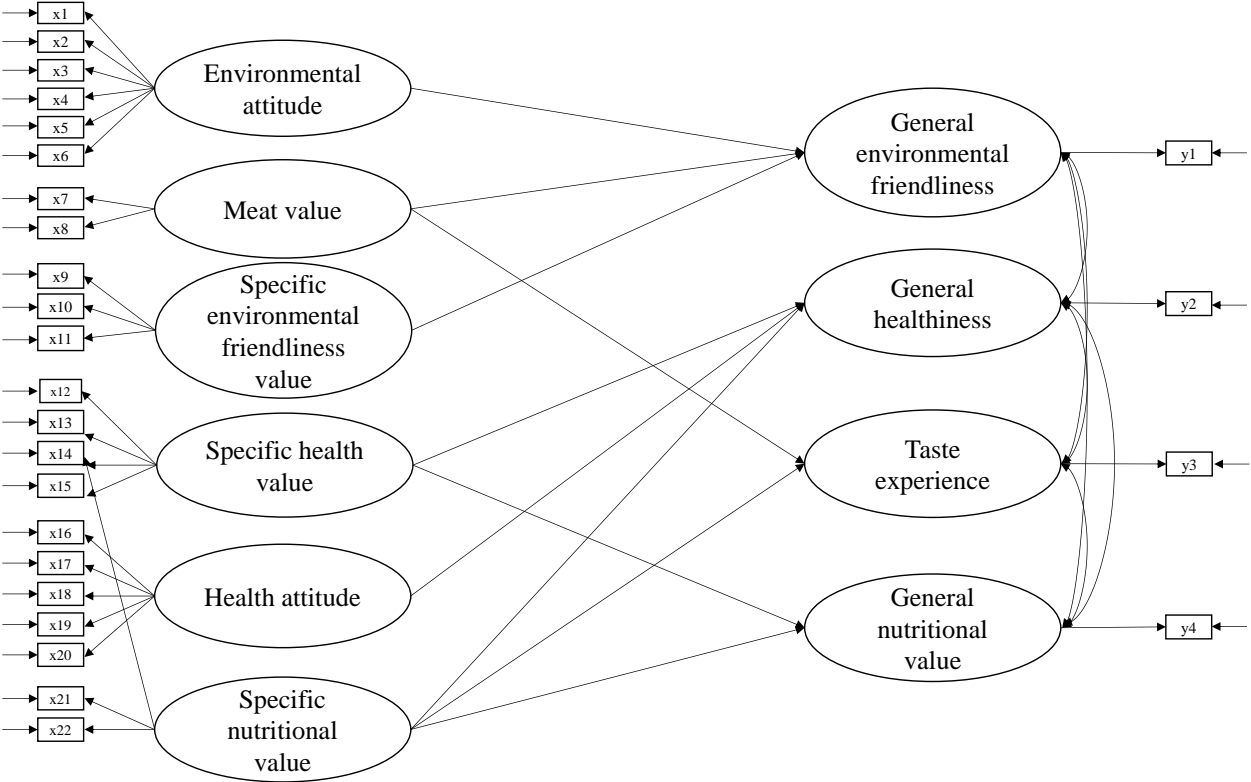 x1
x2
x3
x4
x5
x6
x7
x8
x9
x10
x11
x12
x13
x14
x15
x16
x17
x18
x19
x20
x21
x22
Environmental
attitude
Meat value
Specific
environmental
friendliness
value
Specific health
value
Health attitude
Specific
nutritional
value
General
environmental
friendliness
General
healthiness
Taste
experience
General
nutritional
value
y1
y2
y3
y4